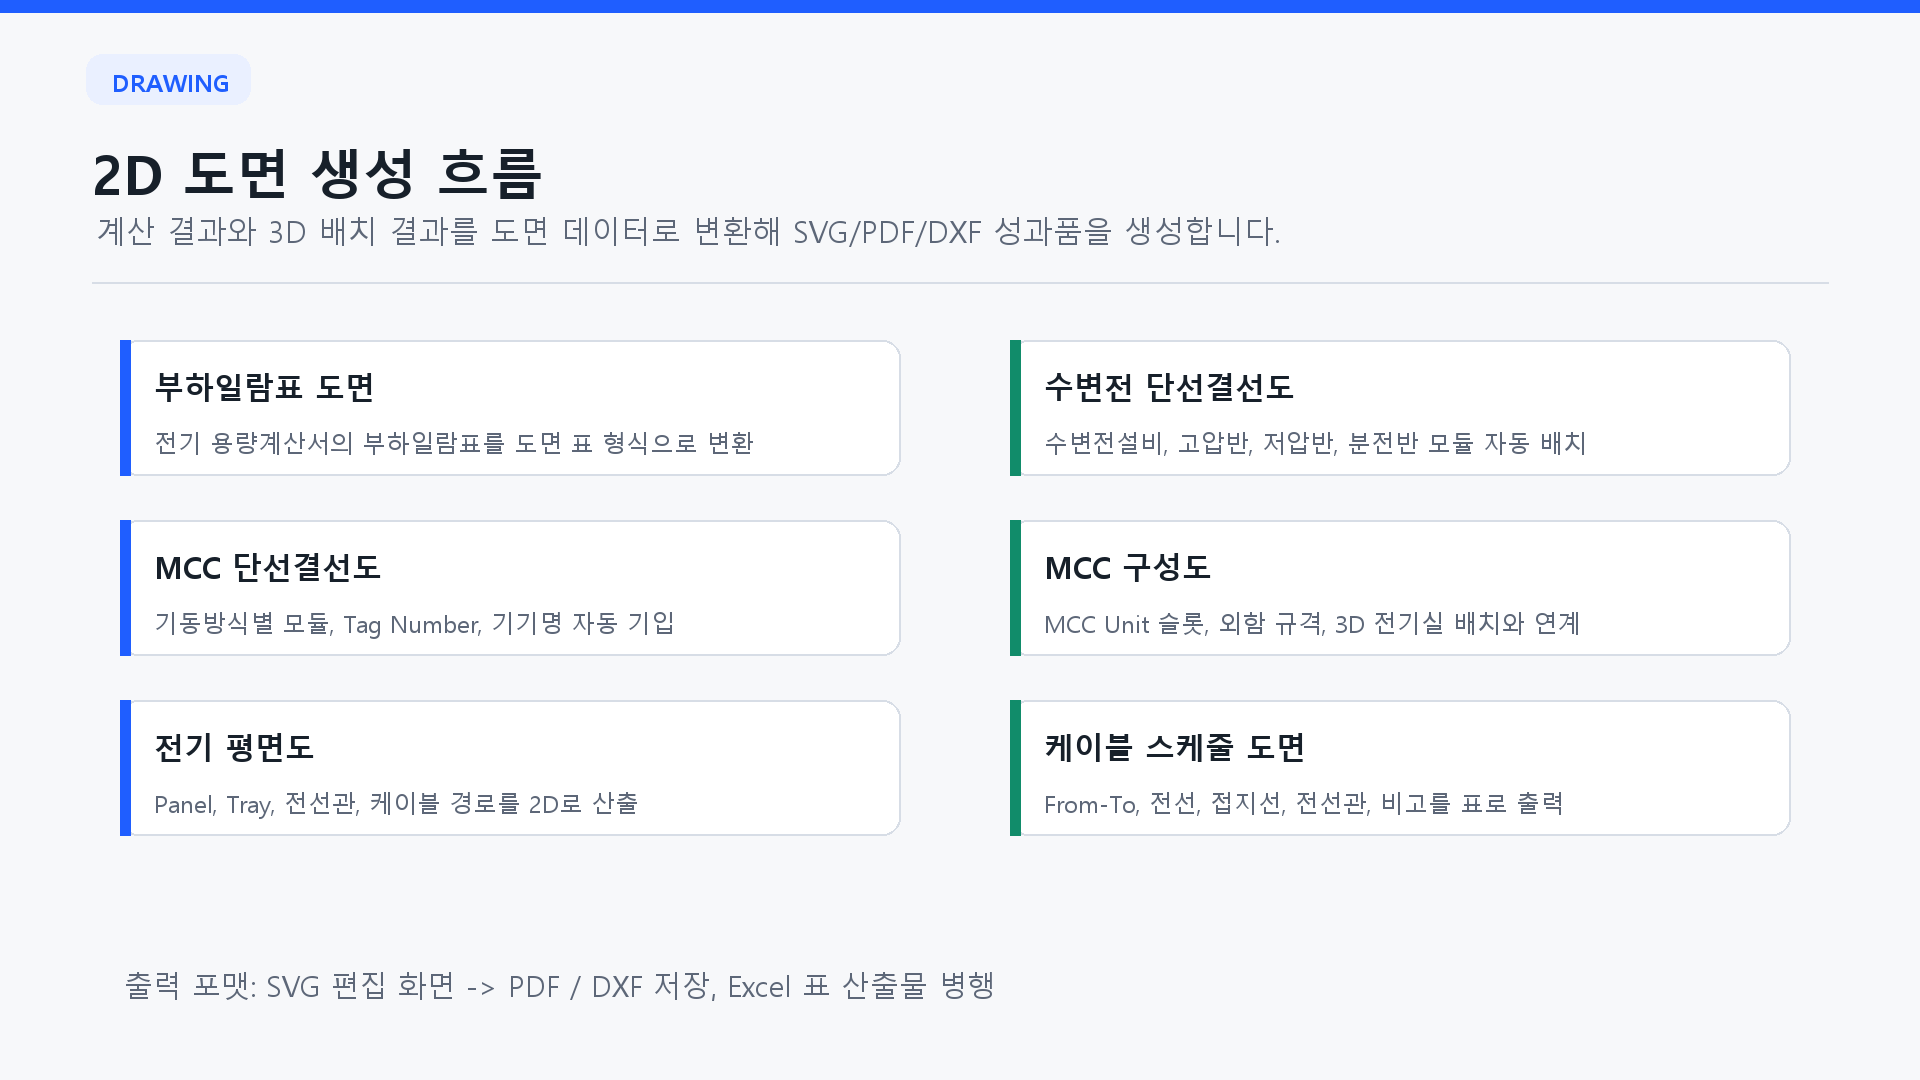 DRAWING
2D 도면 생성 흐름
계산 결과와 3D 배치 결과를 도면 데이터로 변환해 SVG/PDF/DXF 성과품을 생성합니다.
부하일람표 도면
전기 용량계산서의 부하일람표를 도면 표 형식으로 변환
수변전 단선결선도
수변전설비, 고압반, 저압반, 분전반 모듈 자동 배치
MCC 단선결선도
기동방식별 모듈, Tag Number, 기기명 자동 기입
MCC 구성도
MCC Unit 슬롯, 외함 규격, 3D 전기실 배치와 연계
전기 평면도
Panel, Tray, 전선관, 케이블 경로를 2D로 산출
케이블 스케줄 도면
From-To, 전선, 접지선, 전선관, 비고를 표로 출력
출력 포맷: SVG 편집 화면 -> PDF / DXF 저장, Excel 표 산출물 병행